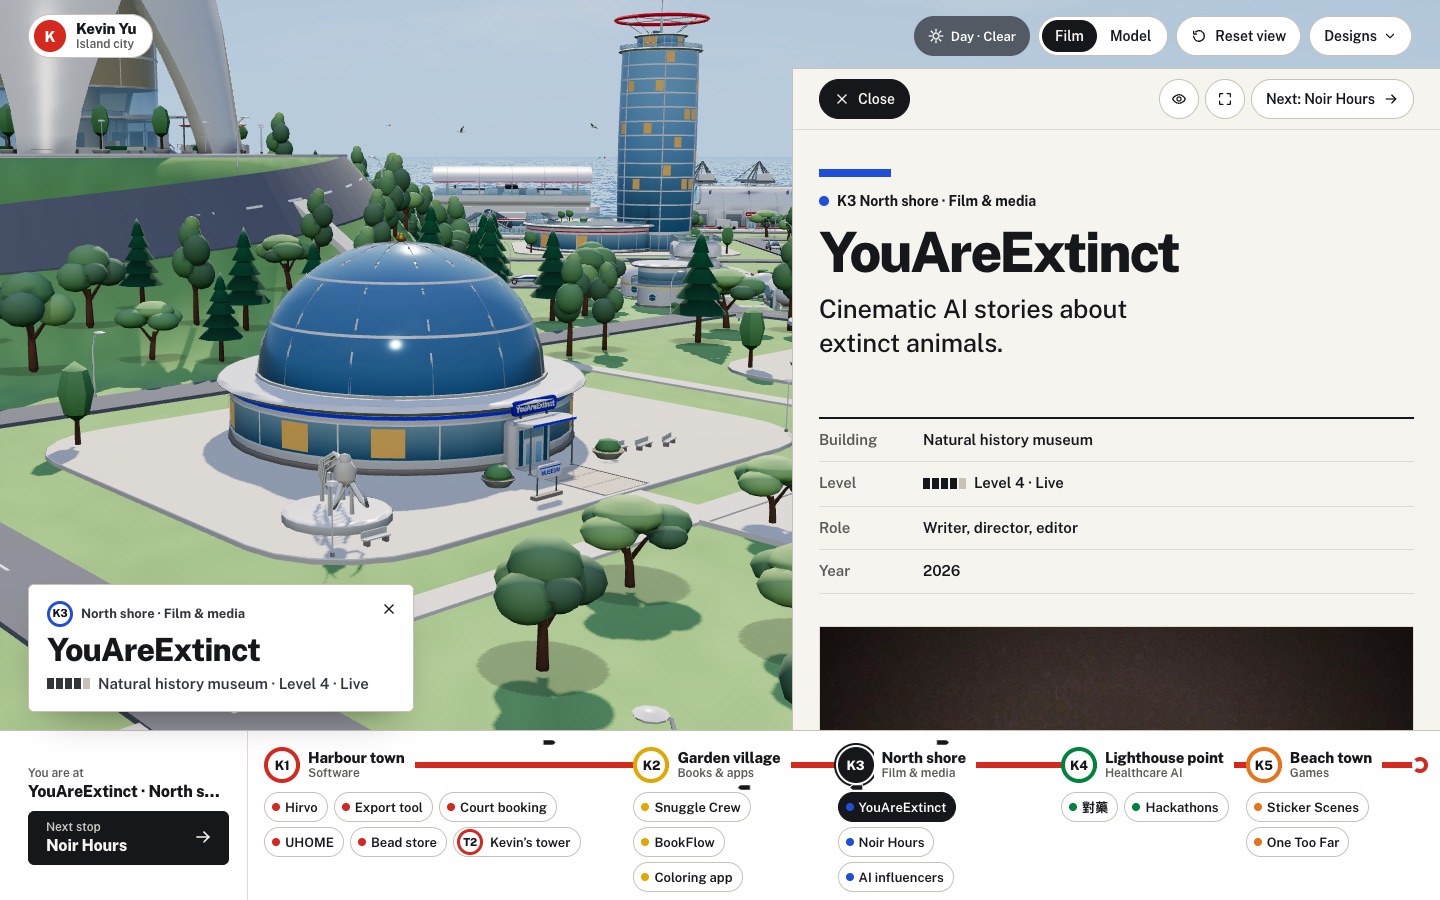 K
Kevin Yu
Island city
Day · Clear
Film
Model
Reset view
Designs
Close
Next: Noir Hours
K3 North shore · Film & media
YouAreExtinct
Cinematic AI stories about
extinct animals.
Building
Natural history museum
Level
Level 4 · Live
Role
Writer, director, editor
Year
2026
YouAreExtinct
MUSEUM
K3
North shore · Film & media
YouAreExtinct
Natural history museum · Level 4 · Live
You are at
YouAreExtinct · North s...
Next stop
Noir Hours
K1
Harbour town
Software
Hirvo
Export tool
Court booking
UHOME
Bead store
T2
Kevin's tower
K2
Garden village
Books & apps
Snuggle Crew
BookFlow
Coloring app
K3
North shore
Film & media
YouAreExtinct
Noir Hours
AI influencers
K4
Lighthouse point
Healthcare AI
對藥
Hackathons
K5
Beach town
Games
Sticker Scenes
One Too Far